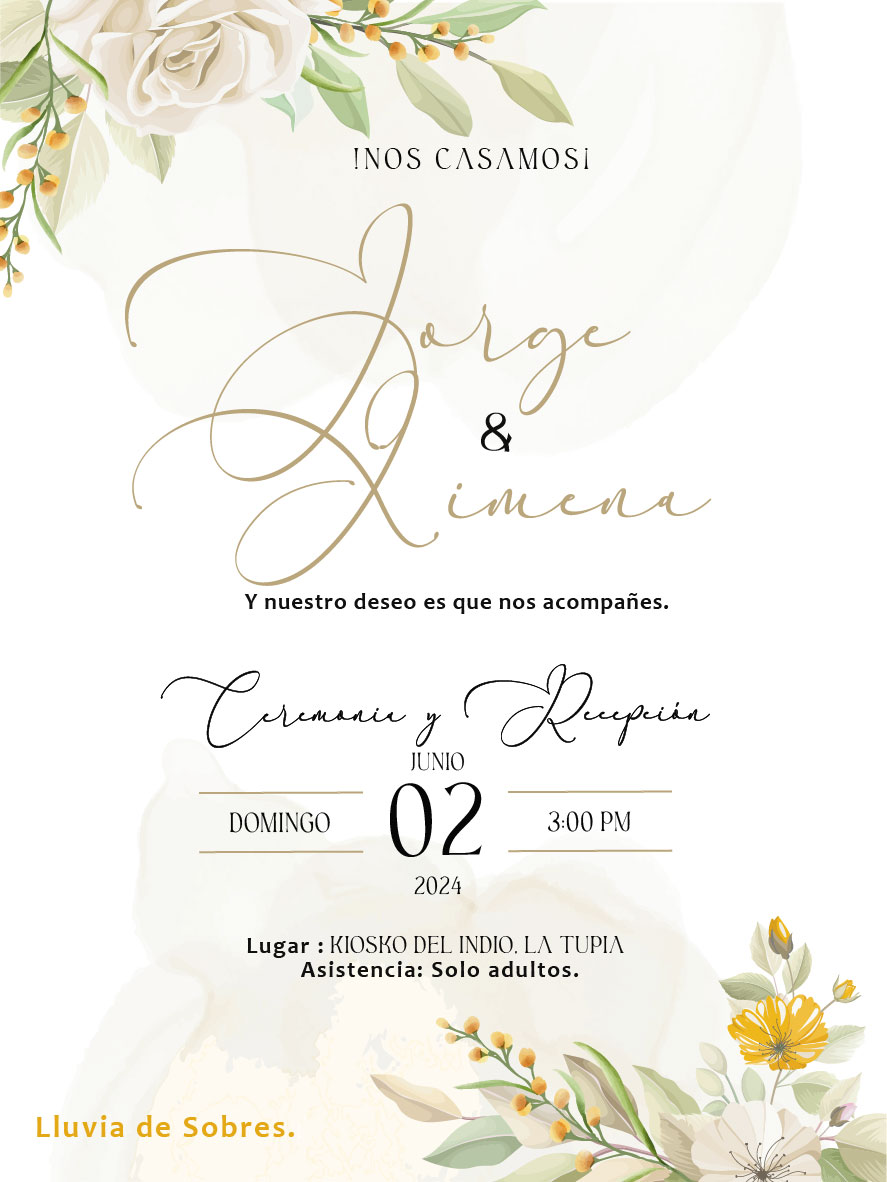 !NOS CASAMOS¡
Jorge
&
Ximena
Y nuestro deseo es que nos acompañes.
Ceremonia y Recepción
JUNIO
DOMINGO
02
3:00 PM
2024
Lugar : KIOSKO DEL INDIO, LA TUPIA
Asistencia: Solo adultos.
Lluvia de Sobres.